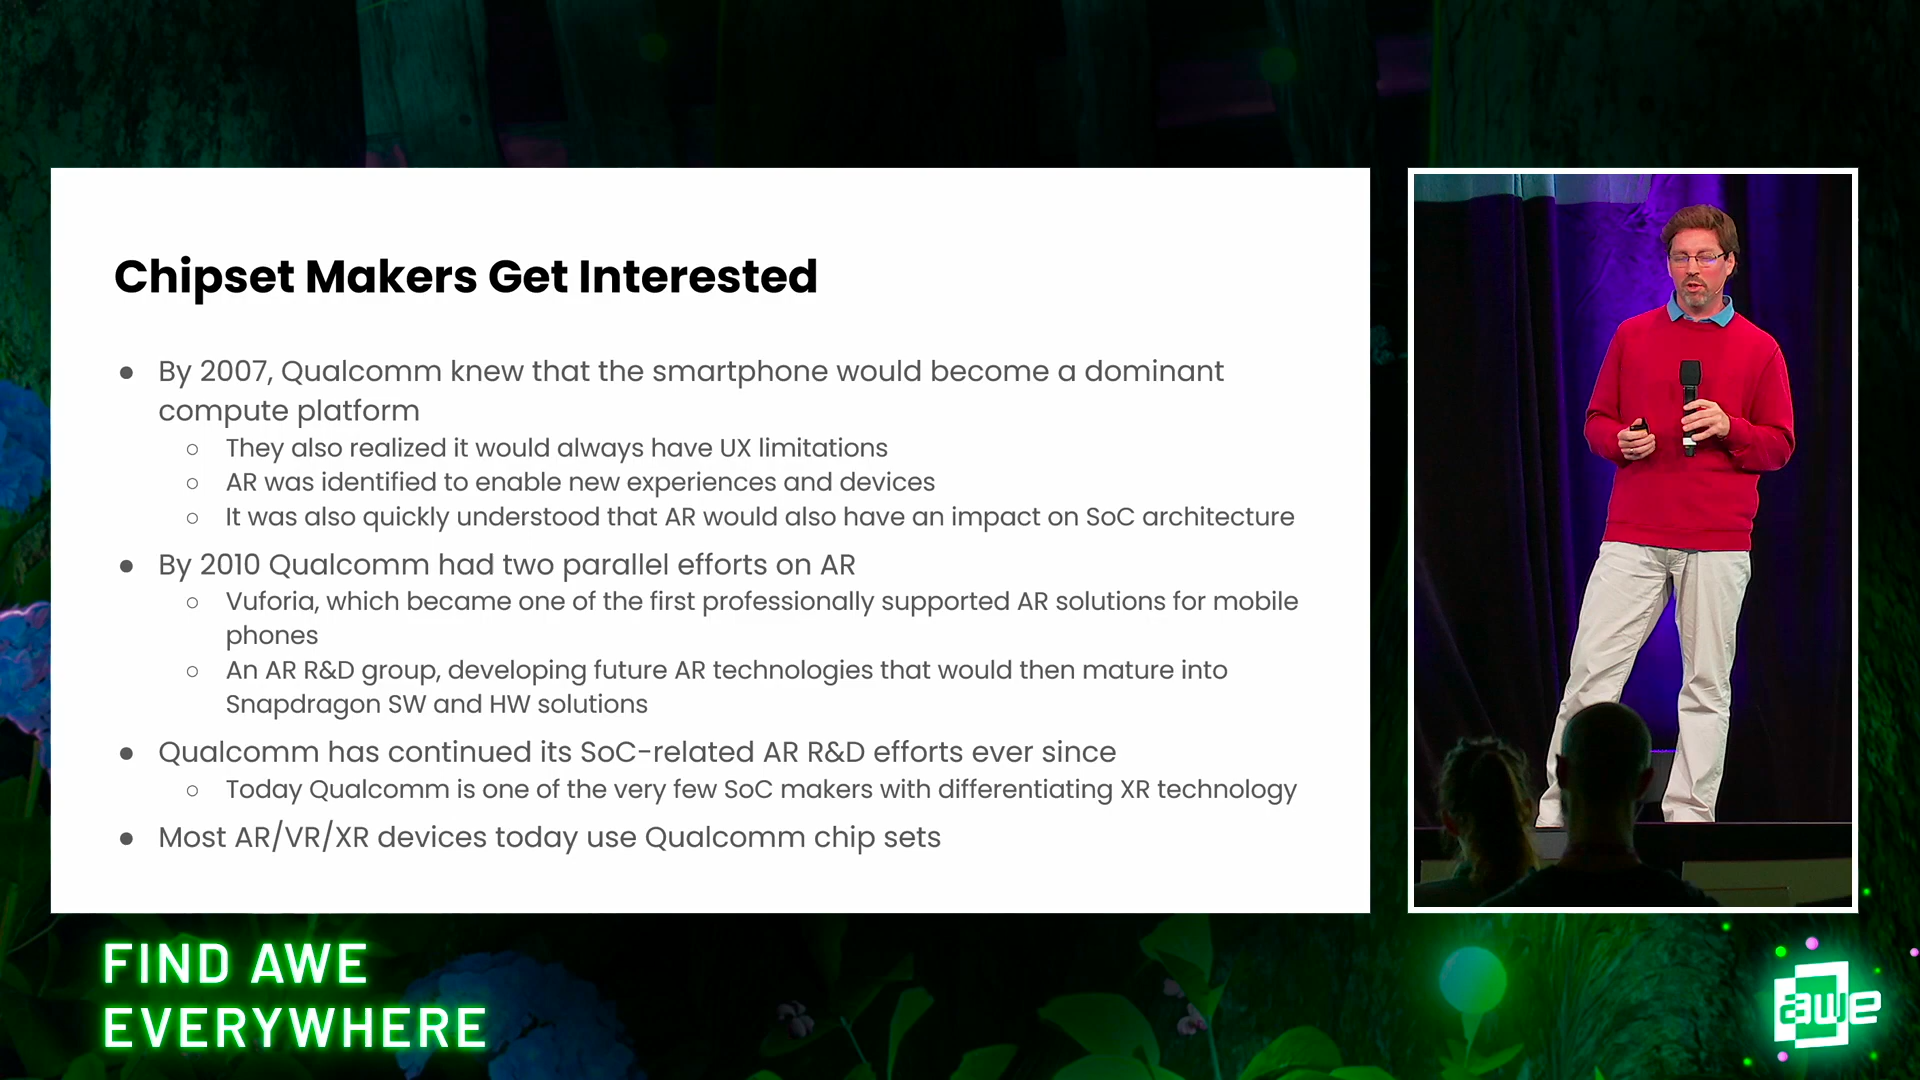 Chipset Makers Get Interested
● By 2007, Qualcomm knew that the smartphone would become a dominant
compute platform
○ They also realized it would always have UX limitations
○ AR was identified to enable new experiences and devices
○ It was also quickly understood that AR would also have an impact on SoC architecture
● By 2010 Qualcomm had two parallel efforts on AR
○ Vuforia, which became one of the first professionally supported AR solutions for mobile
phones
○ An AR R&D group, developing future AR technologies that would then mature into
Snapdragon SW and HW solutions
● Qualcomm has continued its SoC-related AR R&D efforts ever since
○ Today Qualcomm is one of the very few SoC makers with differentiating XR technology
● Most AR/VR/XR devices today use Qualcomm chip sets
FIND AWE
EVERYWHERE
awe